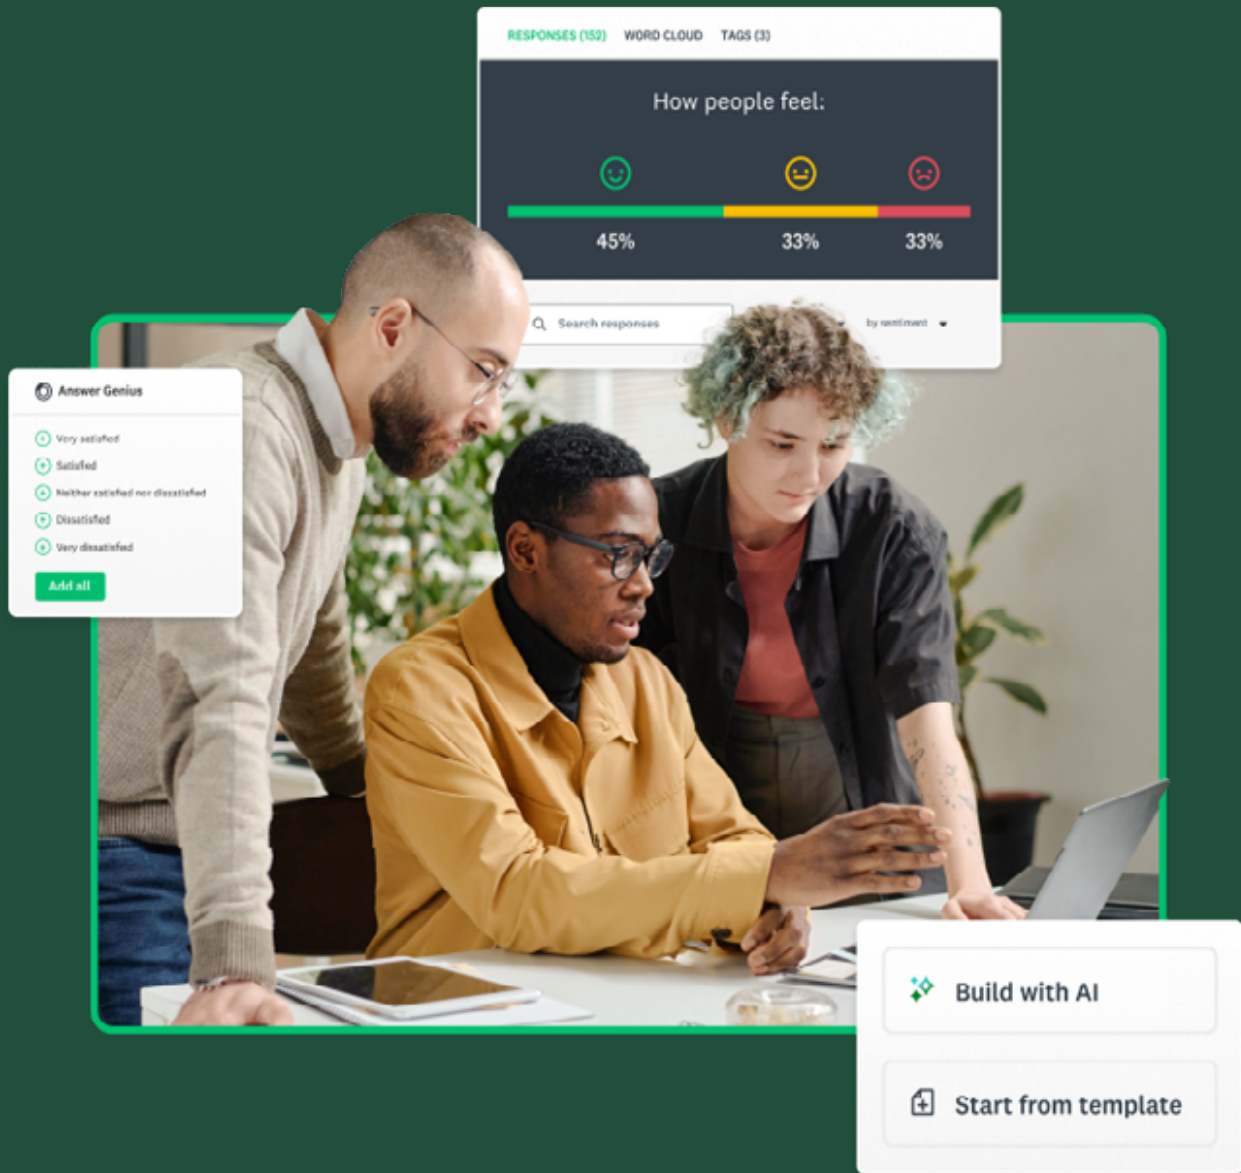 RESPONSES (152) WORD CLOUD TAGS (3)
How people feel:
45% 33% 33%
Search responses
by sentiment
Answer Genius
Very satisfied
Satisfied
Neither satisfied nor dissatisfied
Dissatisfied
Very dissatisfied
Add all
Build with AI
Start from template